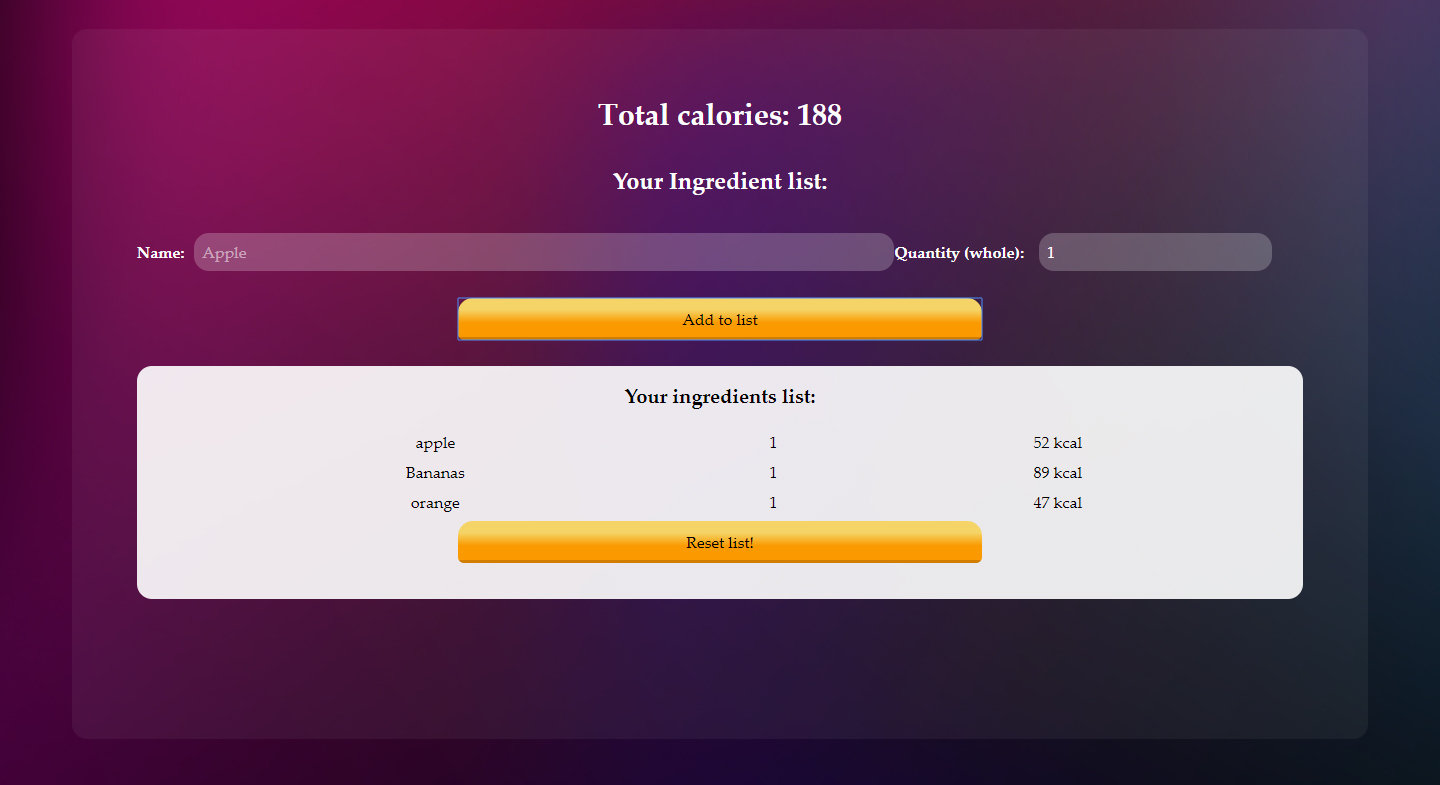 Total calories: 188
Your Ingredient list:
Name: Apple Quantity (whole): 1
Add to list
Your ingredients list:
apple 1 52 kcal
Bananas 1 89 kcal
orange 1 47 kcal
Reset list!